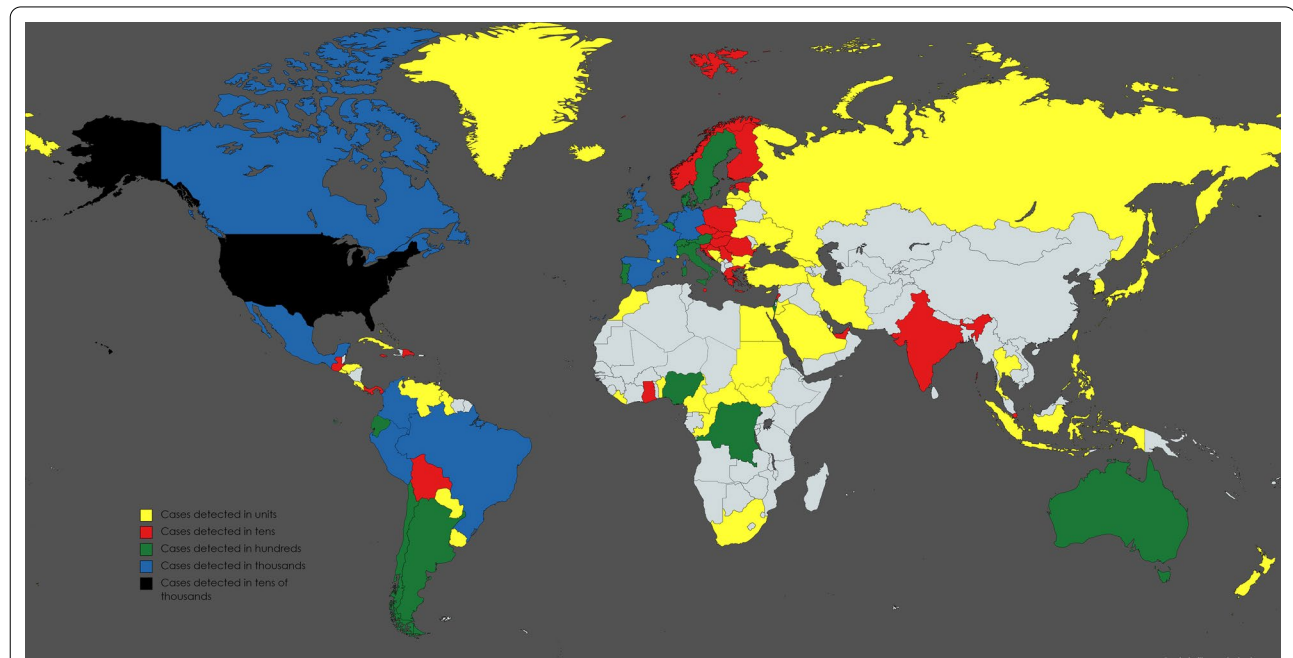 Cases detected in units
Cases detected in tens
Cases detected in hundreds
Cases detected in thousands
Cases detected in tens of
thousands